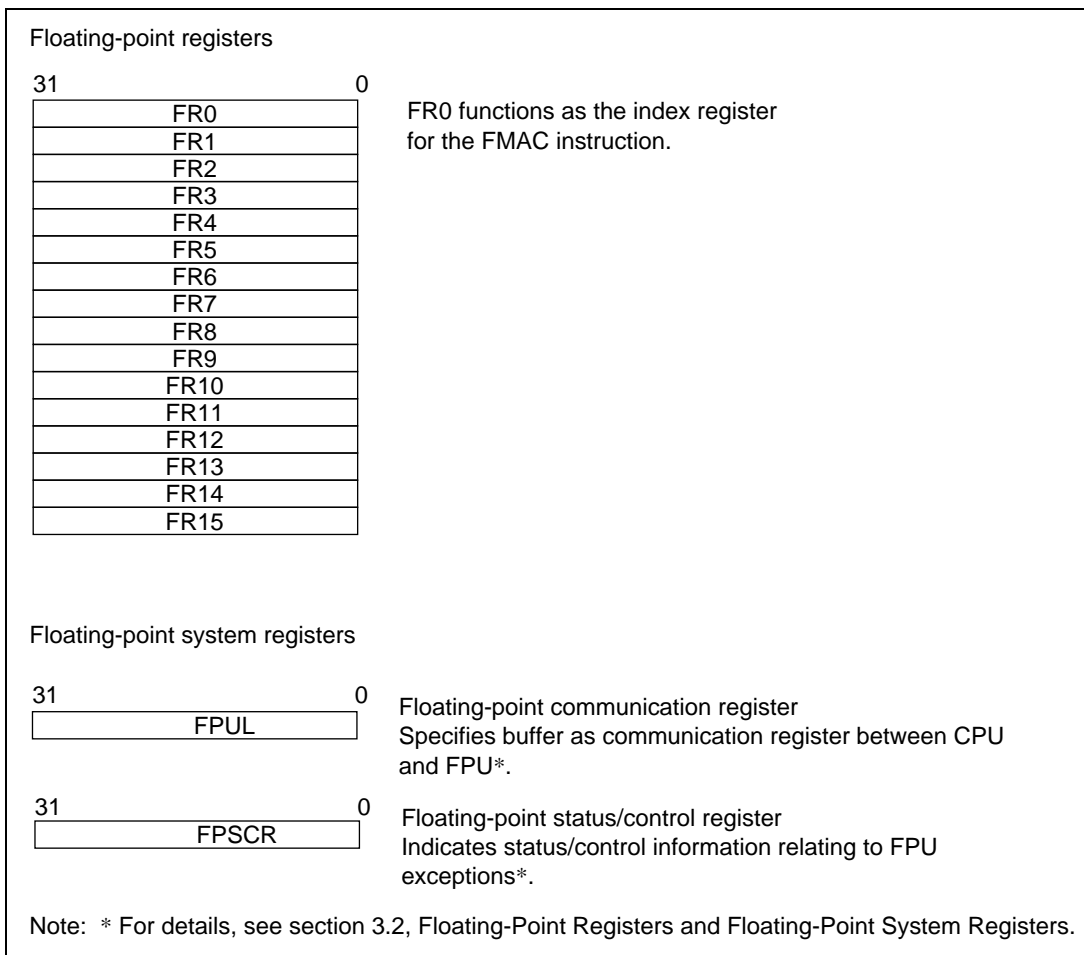 Floating-point registers
31 0
FR0
FR1
FR2
FR3
FR4
FR5
FR6
FR7
FR8
FR9
FR10
FR11
FR12
FR13
FR14
FR15
FR0 functions as the index register
for the FMAC instruction.
Floating-point system registers
31 0
FPUL
Floating-point communication register
Specifies buffer as communication register between CPU
and FPU*.
31 0
FPSCR
Floating-point status/control register
Indicates status/control information relating to FPU
exceptions*.
Note: * For details, see section 3.2, Floating-Point Registers and Floating-Point System Registers.